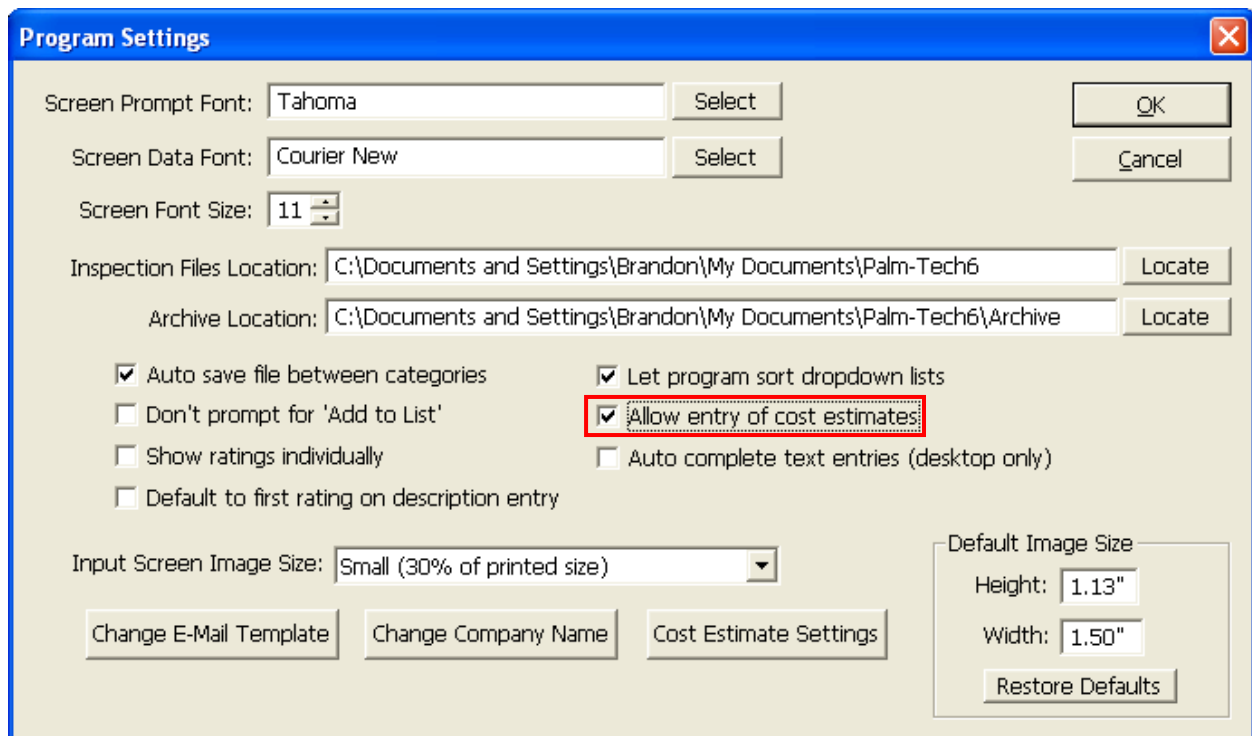 Program Settings
Screen Prompt Font: Tahoma Select OK
Screen Data Font: Courier New Select Cancel
Screen Font Size: 11
Inspection Files Location: C:\Documents and Settings\Brandon\My Documents\Palm-Tech6 Locate
Archive Location: C:\Documents and Settings\Brandon\My Documents\Palm-Tech6\Archive Locate
Auto save file between categories Let program sort dropdown lists
Don't prompt for 'Add to List' Allow entry of cost estimates
Show ratings individually Auto complete text entries (desktop only)
Default to first rating on description entry
Input Screen Image Size: Small (30% of printed size)
Default Image Size
Height: 1.13"
Change E-Mail Template Change Company Name Cost Estimate Settings Width: 1.50"
Restore Defaults